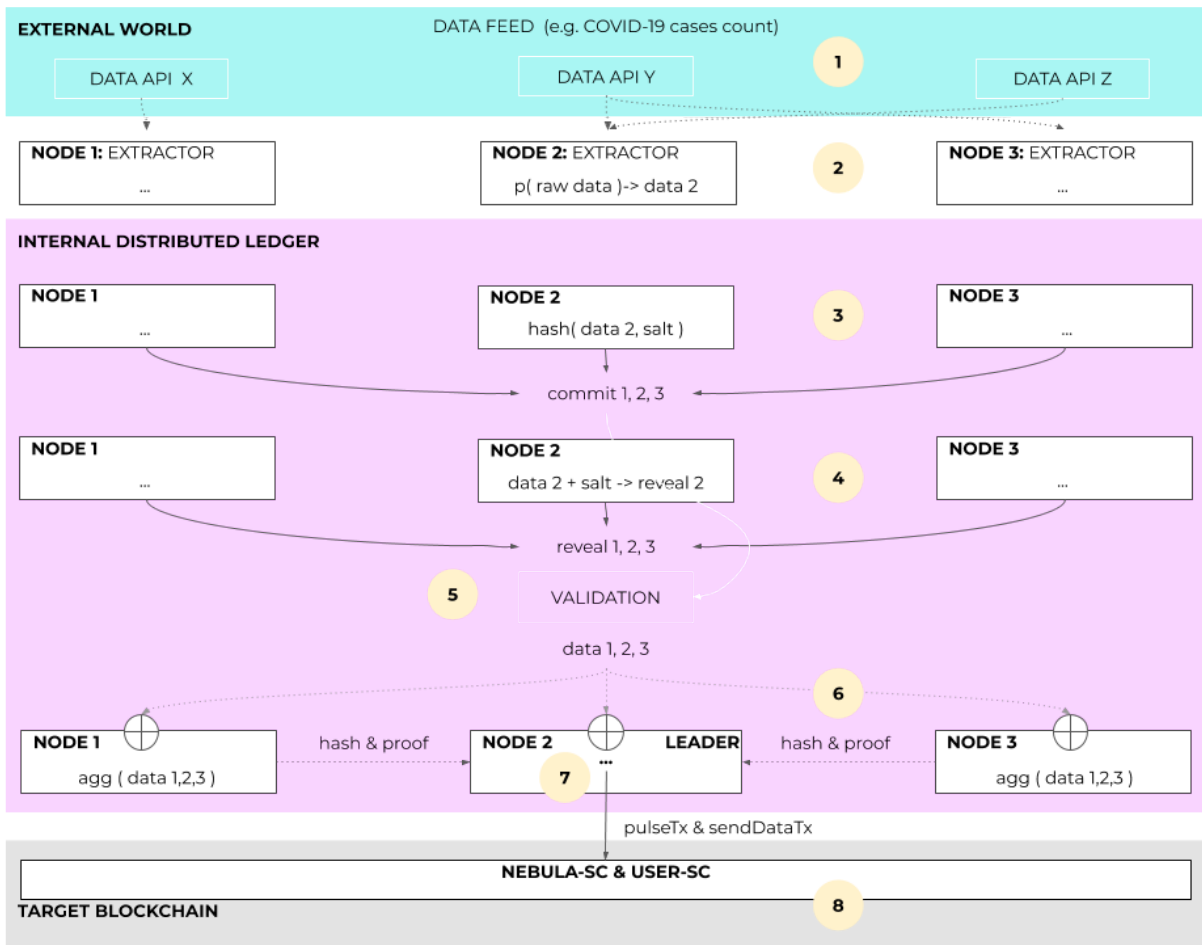 EXTERNAL WORLD
DATA FEED (e.g. COVID-19 cases count)
1
DATA API X
DATA API Y
DATA API Z
NODE 1: EXTRACTOR
...
NODE 2: EXTRACTOR
p( raw data )-> data 2
2
NODE 3: EXTRACTOR
...
INTERNAL DISTRIBUTED LEDGER
NODE 1
...
NODE 2
hash( data 2, salt )
3
NODE 3
...
commit 1, 2, 3
NODE 1
...
NODE 2
data 2 + salt -> reveal 2
4
NODE 3
...
reveal 1, 2, 3
5
VALIDATION
data 1, 2, 3
6
NODE 1
agg ( data 1,2,3 )
hash & proof
NODE 2
LEADER
...
7
hash & proof
NODE 3
agg ( data 1,2,3 )
pulseTx & sendDataTx
NEBULA-SC & USER-SC
8
TARGET BLOCKCHAIN